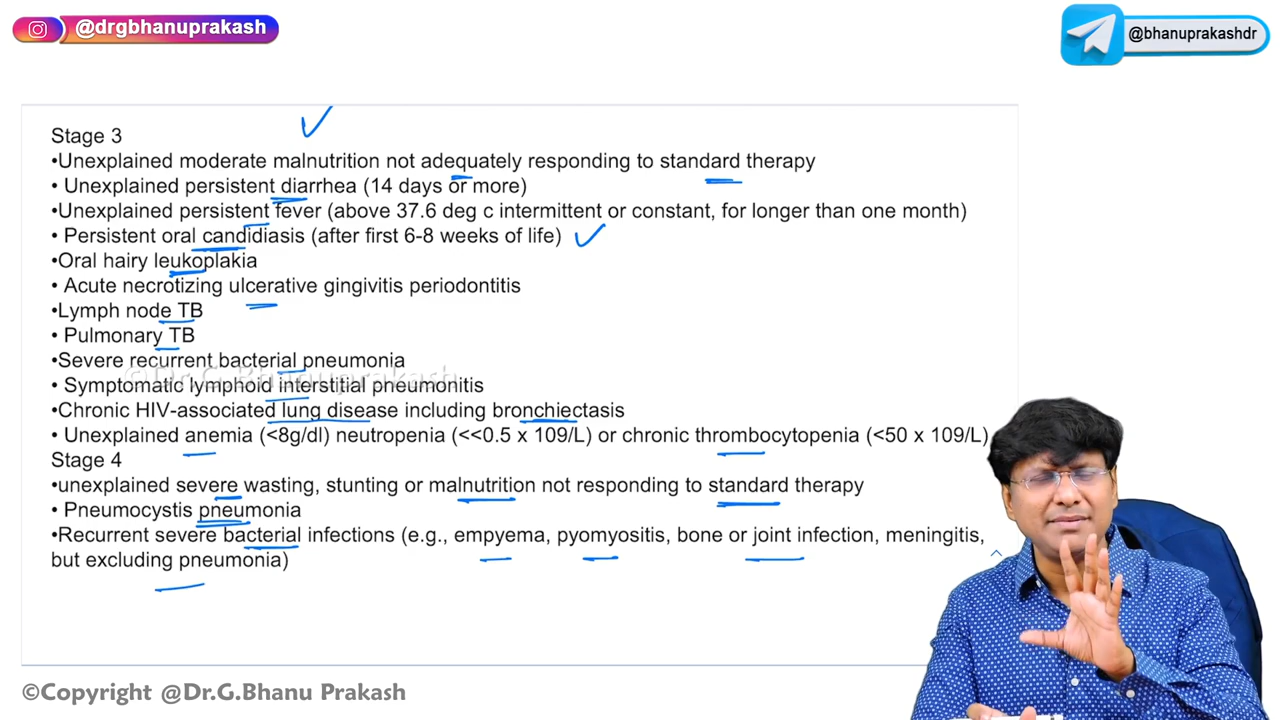 @drgbhanuprakash
@bhanuprakashdr
Stage 3
•Unexplained moderate malnutrition not adequately responding to standard therapy
• Unexplained persistent diarrhea (14 days or more)
•Unexplained persistent fever (above 37.6 deg c intermittent or constant, for longer than one month)
• Persistent oral candidiasis (after first 6-8 weeks of life)
•Oral hairy leukoplakia
• Acute necrotizing ulcerative gingivitis periodontitis
•Lymph node TB
• Pulmonary TB
•Severe recurrent bacterial pneumonia
©Dr.G.Bhanuprakash
• Symptomatic lymphoid interstitial pneumonitis
•Chronic HIV-associated lung disease including bronchiectasis
• Unexplained anemia (<8g/dl) neutropenia (<<0.5 x 109/L) or chronic thrombocytopenia (<50 x 109/L)
Stage 4
•unexplained severe wasting, stunting or malnutrition not responding to standard therapy
• Pneumocystis pneumonia
•Recurrent severe bacterial infections (e.g., empyema, pyomyositis, bone or joint infection, meningitis,
but excluding pneumonia)
©Copyright @Dr.G.Bhanu Prakash